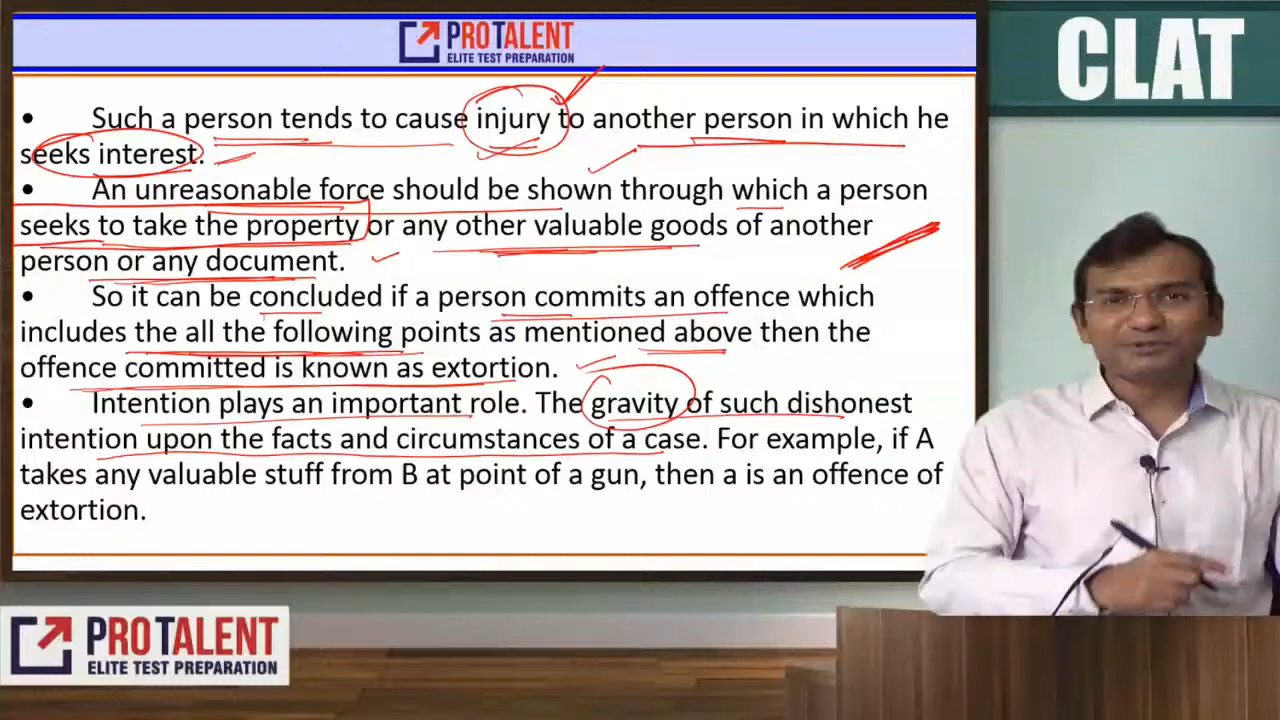 PROTALENT
ELITE TEST PREPARATION
CLAT
• Such a person tends to cause injury to another person in which he
seeks interest.
• An unreasonable force should be shown through which a person
seeks to take the property or any other valuable goods of another
person or any document.
• So it can be concluded if a person commits an offence which
includes the all the following points as mentioned above then the
offence committed is known as extortion.
• Intention plays an important role. The gravity of such dishonest
intention upon the facts and circumstances of a case. For example, if A
takes any valuable stuff from B at point of a gun, then a is an offence of
extortion.
PROTALENT
ELITE TEST PREPARATION